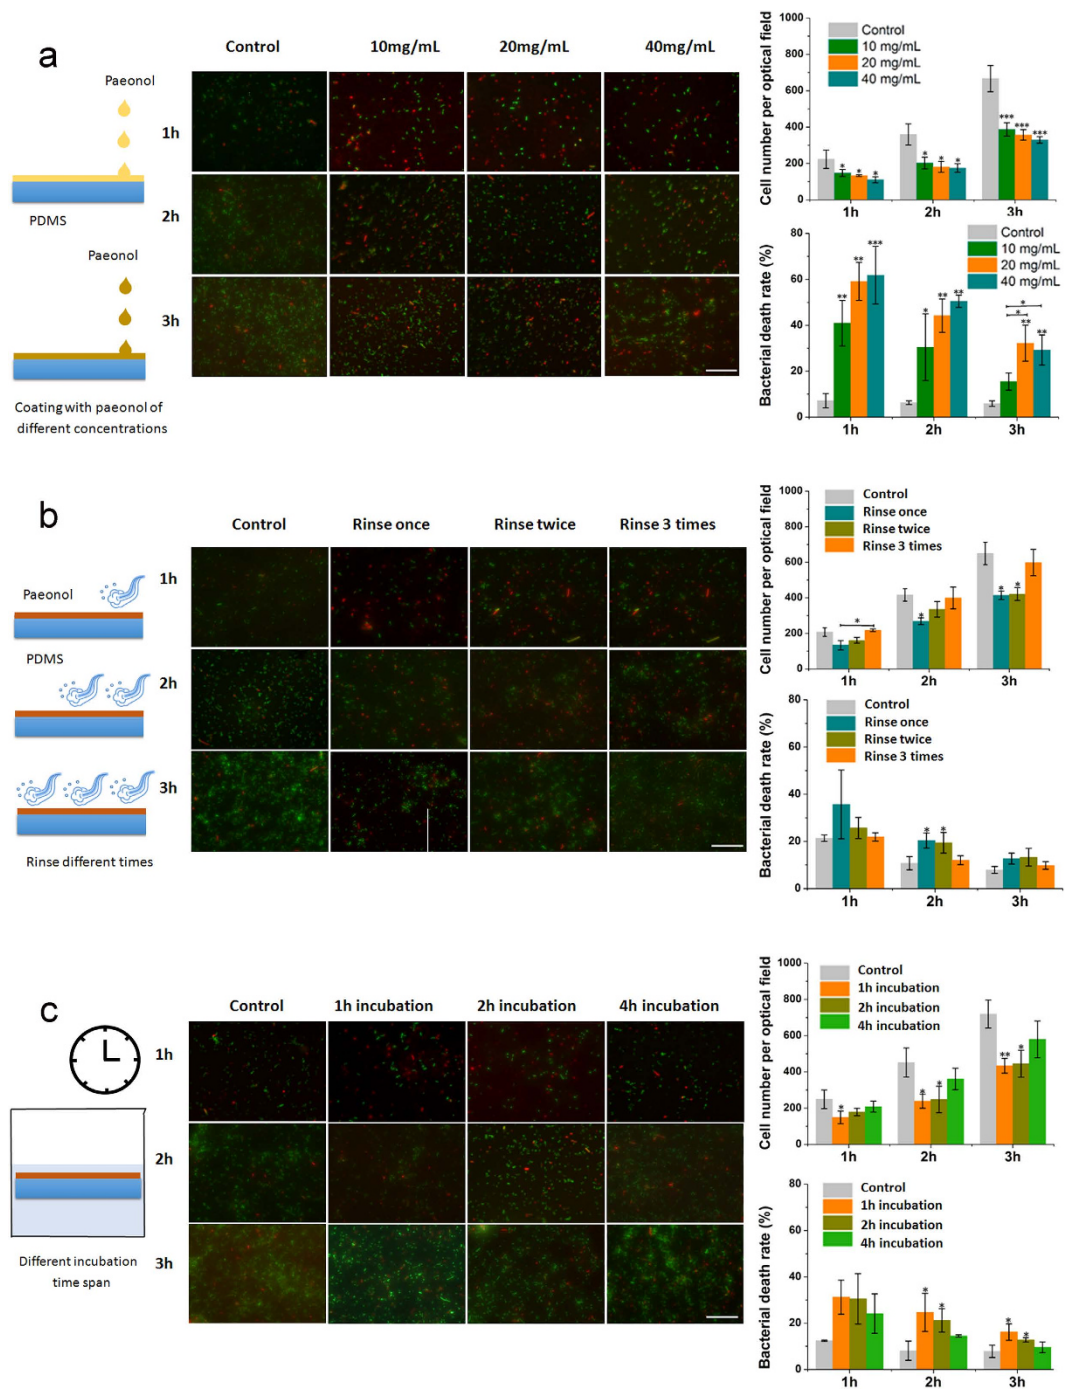 a
Paeonol
PDMS
Paeonol
Coating with paeonol of
different concentrations
Control 10mg/mL 20mg/mL 40mg/mL
1h
2h
3h
Cell number per optical field
1000
800
600
400
200
0
Control
10 mg/mL
20 mg/mL
40 mg/mL
* * *
* * *
*** *** ***
1h 2h 3h
Bacterial death rate (%)
80
60
40
20
0
Control
10 mg/mL
20 mg/mL
40 mg/mL
** ** ***
* ** **
*
*
** **
1h 2h 3h
b
Paeonol
PDMS
Rinse different times
Control Rinse once Rinse twice Rinse 3 times
1h
2h
3h
Cell number per optical field
1000
800
600
400
200
0
Control
Rinse once
Rinse twice
Rinse 3 times
*
*
* *
1h 2h 3h
Bacterial death rate (%)
80
60
40
20
0
Control
Rinse once
Rinse twice
Rinse 3 times
* *
1h 2h 3h
c
Different incubation
time span
Control 1h incubation 2h incubation 4h incubation
1h
2h
3h
Cell number per optical field
1000
800
600
400
200
0
Control
1h incubation
2h incubation
4h incubation
*
* *
** *
1h 2h 3h
Bacterial death rate (%)
80
60
40
20
0
Control
1h incubation
2h incubation
4h incubation
* *
* *
1h 2h 3h